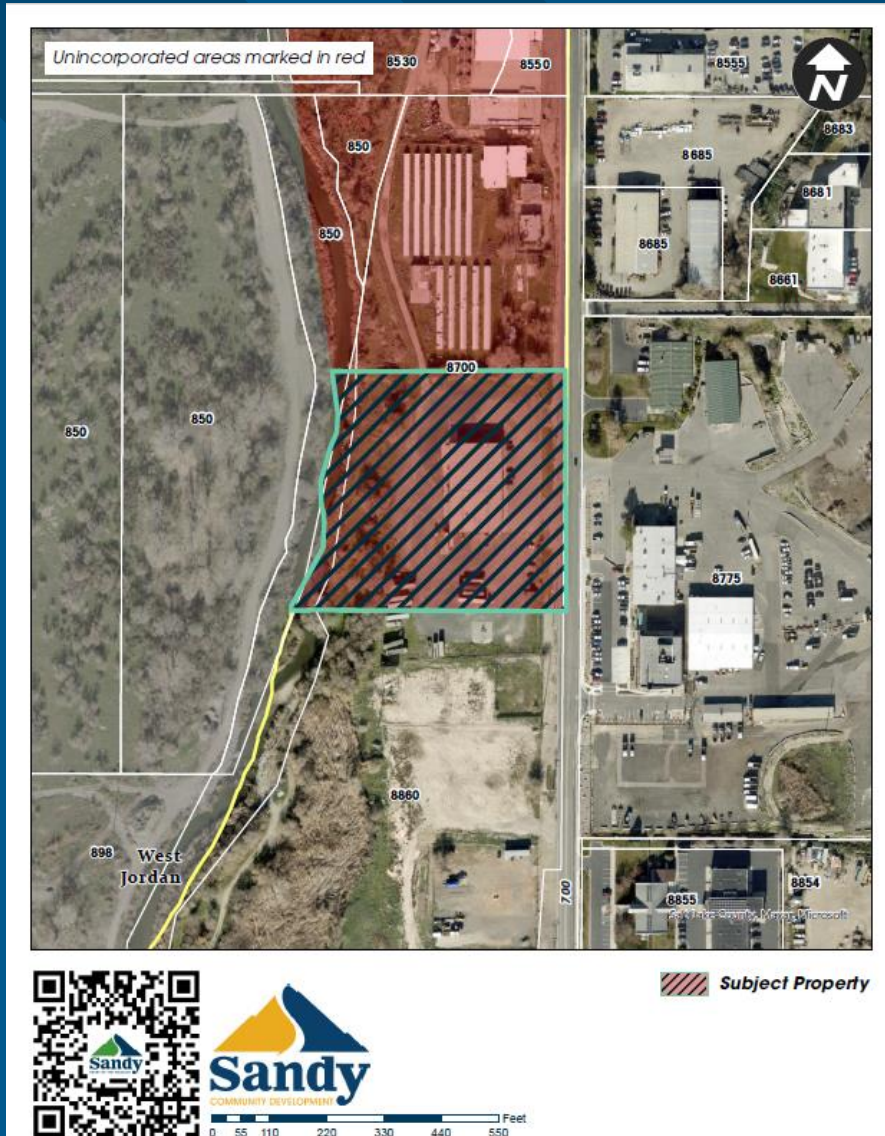 Unincorporated areas marked in red
8530
8550
8555
N
8683
850
8685
8681
850
8685
8661
8700
850
850
8775
8860
898
West
Jordan
700
8855
8854
Salt Lake County, Maxar, Microsoft
Subject Property
Sandy
Sandy
COMMUNITY DEVELOPMENT
Feet
0 55 110 220 330 440 550